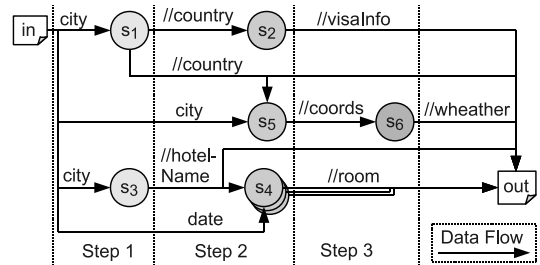 in
city
s1
//country
s2
//visaInfo
//country
city
s5
//coords
s6
//wheather
city
s3
//hotel-
Name
s4
//room
out
date
Step 1
Step 2
Step 3
Data Flow